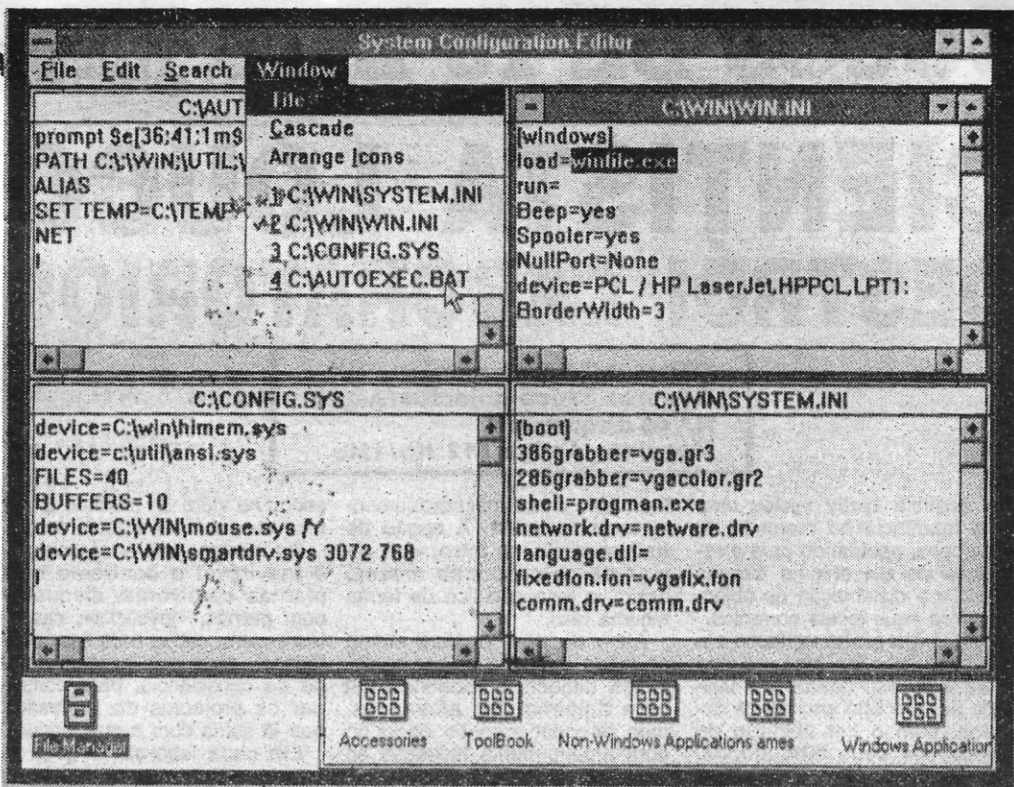 System Configuration Editor
File Edit Search Window
Tile
Cascade
Arrange Icons
1 C:\WIN\SYSTEM.INI
2 C:\WIN\WIN.INI
3 C:\CONFIG.SYS
4 C:\AUTOEXEC.BAT
C:\AUT
prompt $e[36;41;1m$
PATH C:\;\WIN;\UTIL;\
ALIAS
SET TEMP=C:\TEMP
NET
C:\WIN\WIN.INI
[windows]
load=winfile.exe
run=
Beep=yes
Spooler=yes
NullPort=None
device=PCL / HP LaserJet,HPPCL,LPT1:
BorderWidth=3
C:\CONFIG.SYS
device=C:\win\himem.sys
device=c:\util\ansi.sys
FILES=40
BUFFERS=10
device=C:\WIN\mouse.sys /Y
device=C:\WIN\smartdrv.sys 3072 768
C:\WIN\SYSTEM.INI
[boot]
386grabber=vga.gr3
286grabber=vgacolor.gr2
shell=progman.exe
network.drv=netware.drv
language.dll=
fixedfon.fon=vgafix.fon
comm.drv=comm.drv
File Manager
Accessories
ToolBook
Non-Windows Applications
ames
Windows Application